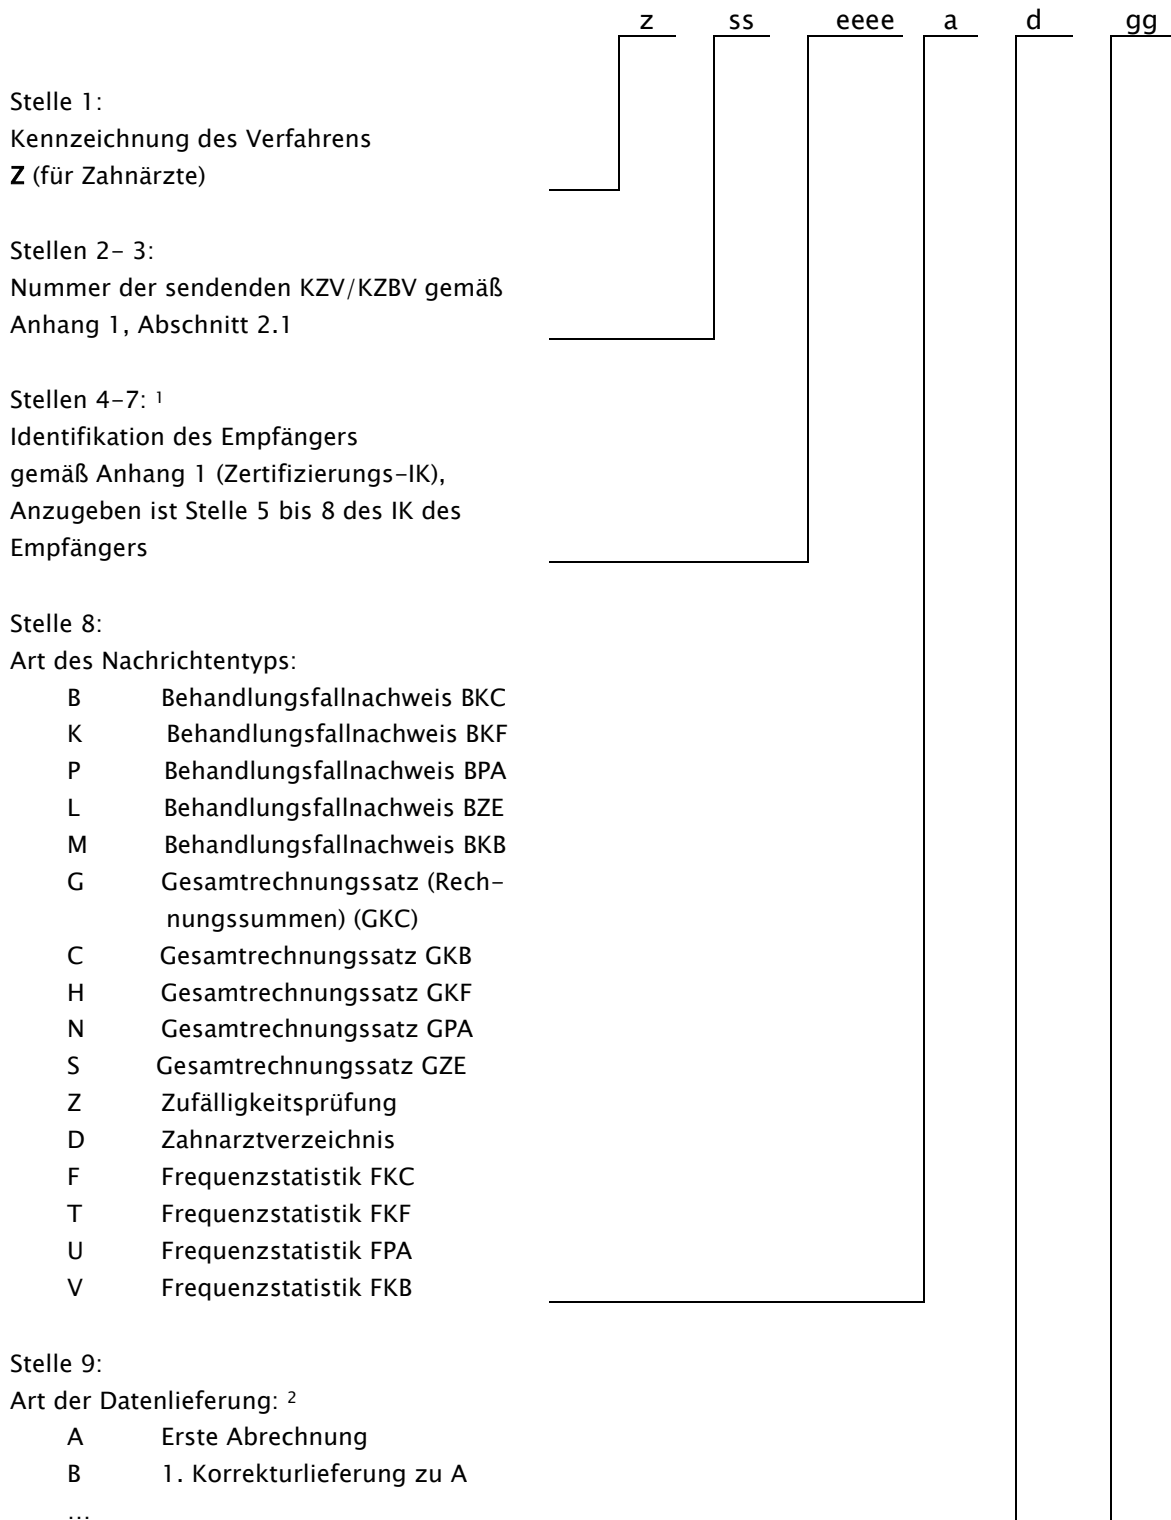 z ss eeee a d gg
Stelle 1:
Kennzeichnung des Verfahrens
Z (für Zahnärzte)
Stellen 2– 3:
Nummer der sendenden KZV/KZBV gemäß
Anhang 1, Abschnitt 2.1
Stellen 4–7: 1
Identifikation des Empfängers
gemäß Anhang 1 (Zertifizierungs–IK),
Anzugeben ist Stelle 5 bis 8 des IK des
Empfängers
Stelle 8:
Art des Nachrichtentyps:
B Behandlungsfallnachweis BKC
K Behandlungsfallnachweis BKF
P Behandlungsfallnachweis BPA
L Behandlungsfallnachweis BZE
M Behandlungsfallnachweis BKB
G Gesamtrechnungssatz (Rech–
nungssummen) (GKC)
C Gesamtrechnungssatz GKB
H Gesamtrechnungssatz GKF
N Gesamtrechnungssatz GPA
S Gesamtrechnungssatz GZE
Z Zufälligkeitsprüfung
D Zahnarztverzeichnis
F Frequenzstatistik FKC
T Frequenzstatistik FKF
U Frequenzstatistik FPA
V Frequenzstatistik FKB
Stelle 9:
Art der Datenlieferung: 2
A Erste Abrechnung
B 1. Korrekturlieferung zu A
...